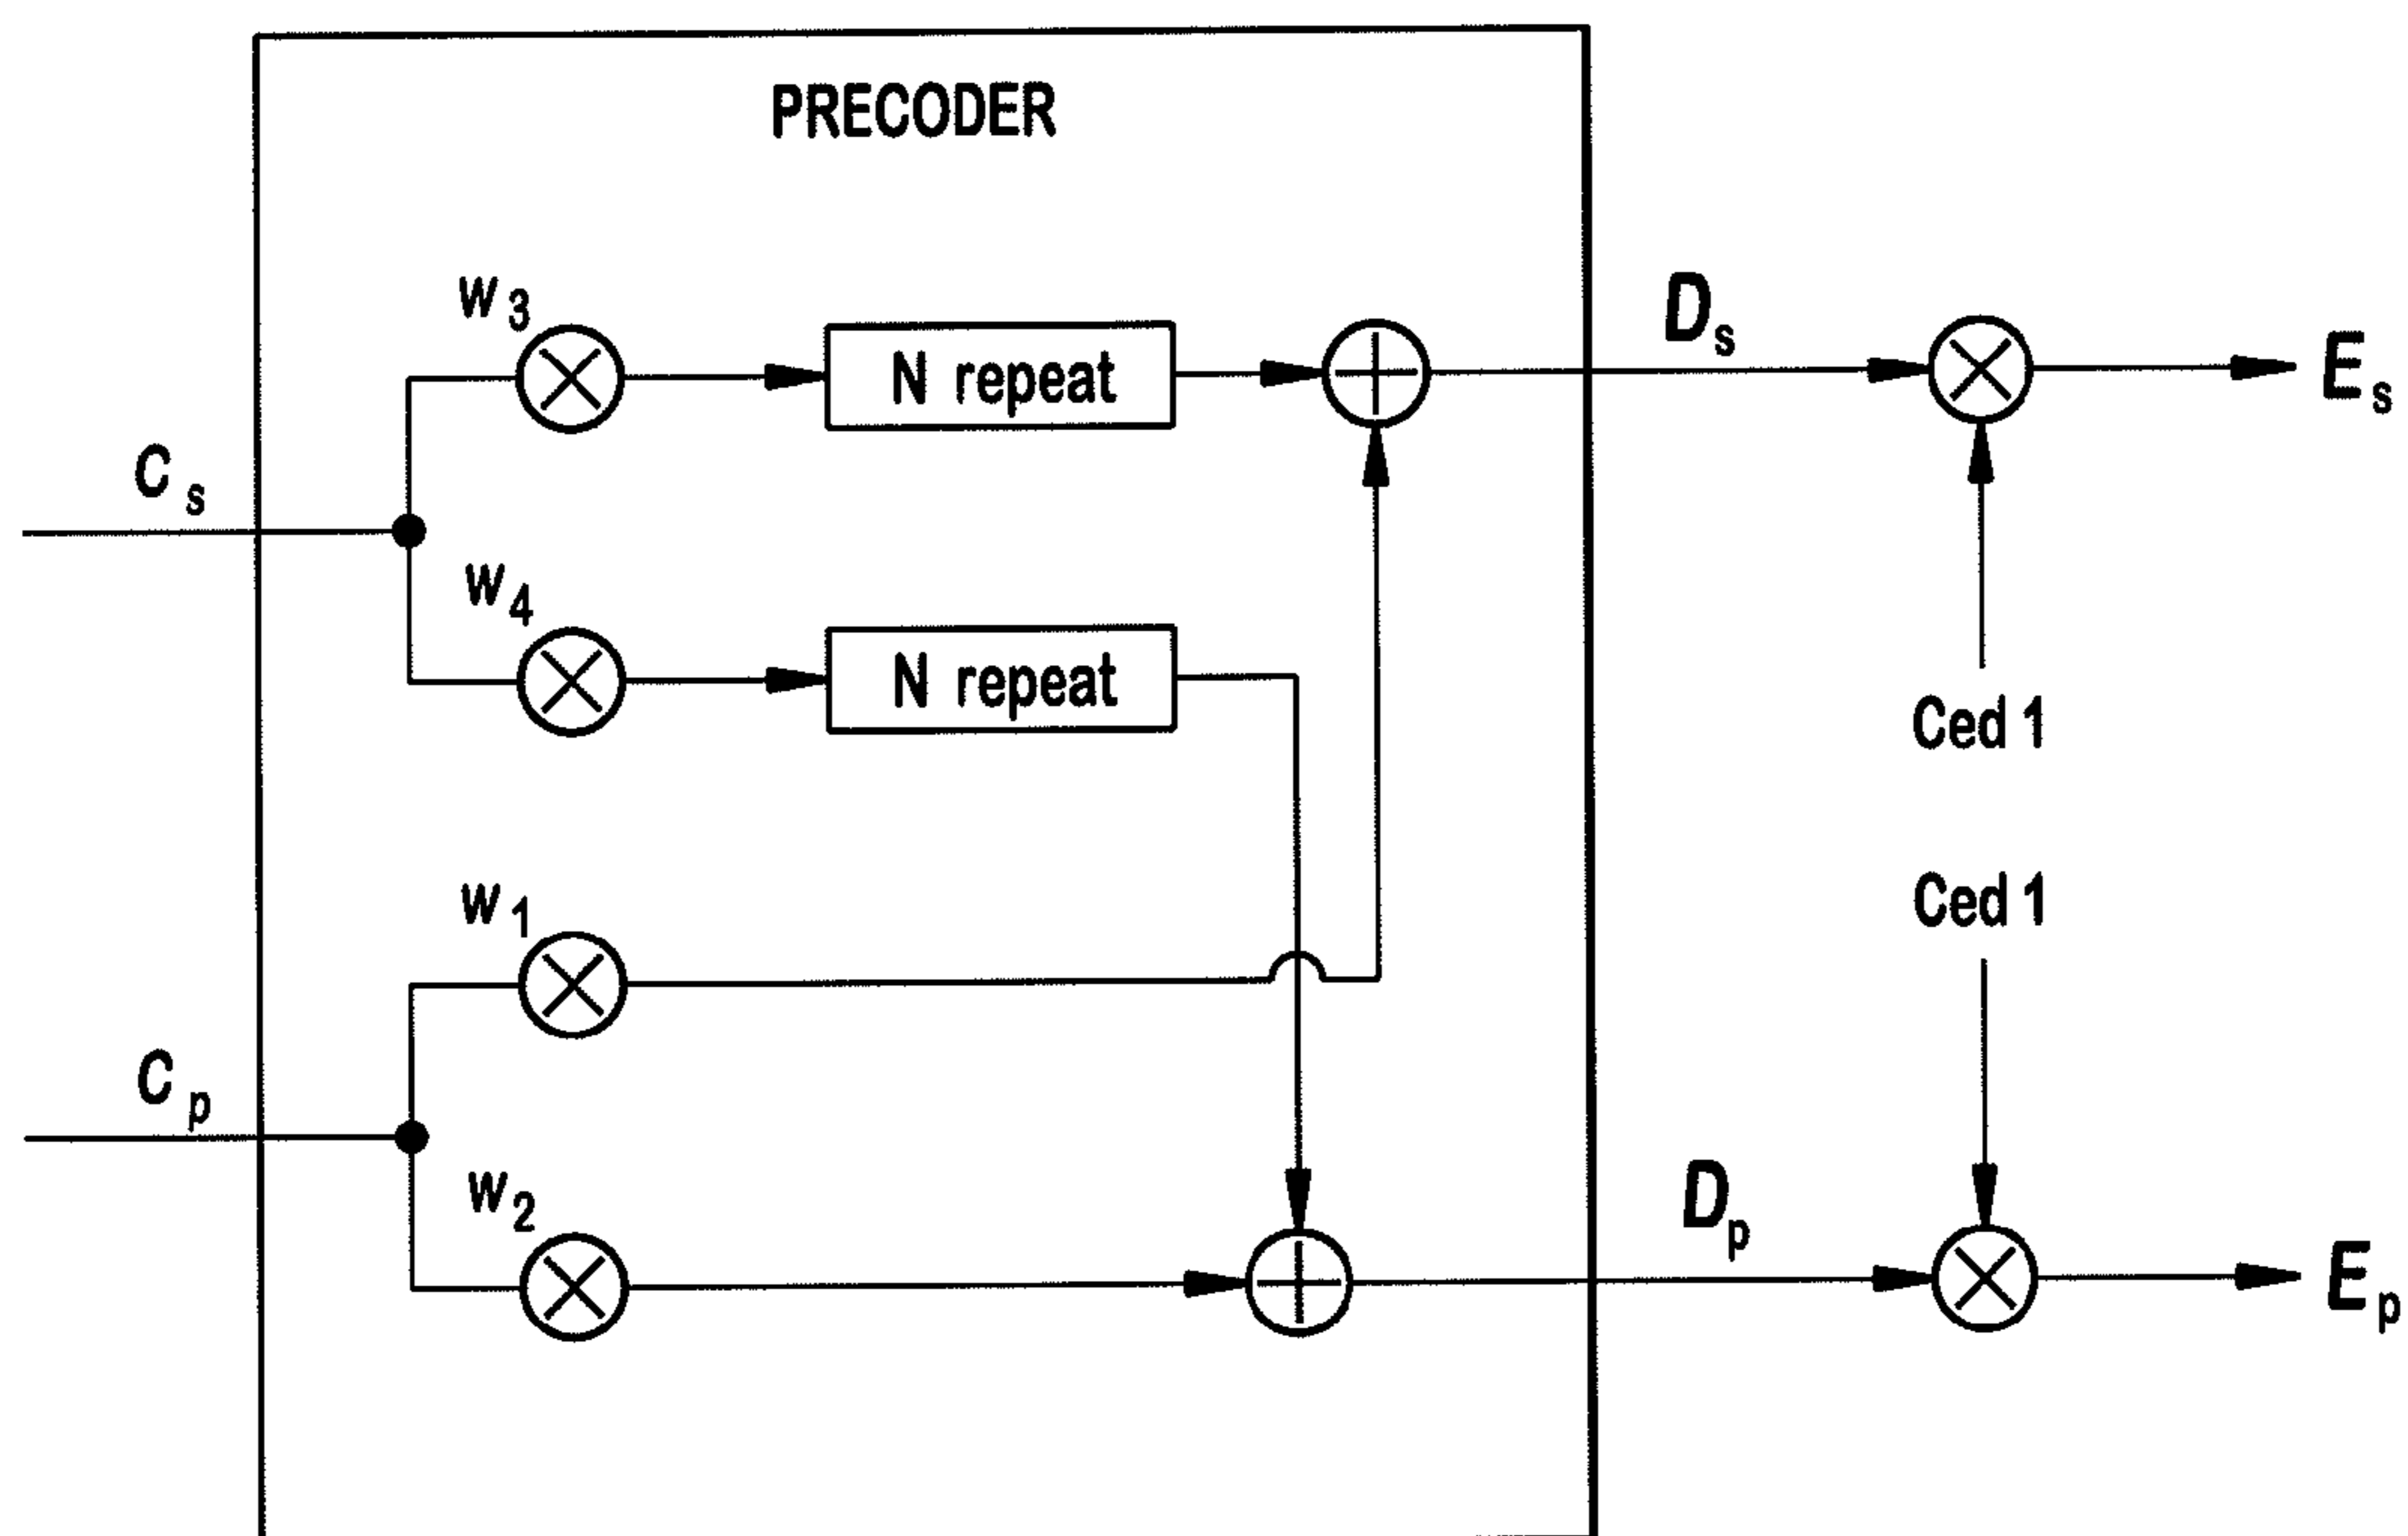 PRECODER
w3
N repeat
Ds
Es
Cs
w4
N repeat
Ced 1
w1
Ced 1
Cp
w2
Dp
Ep